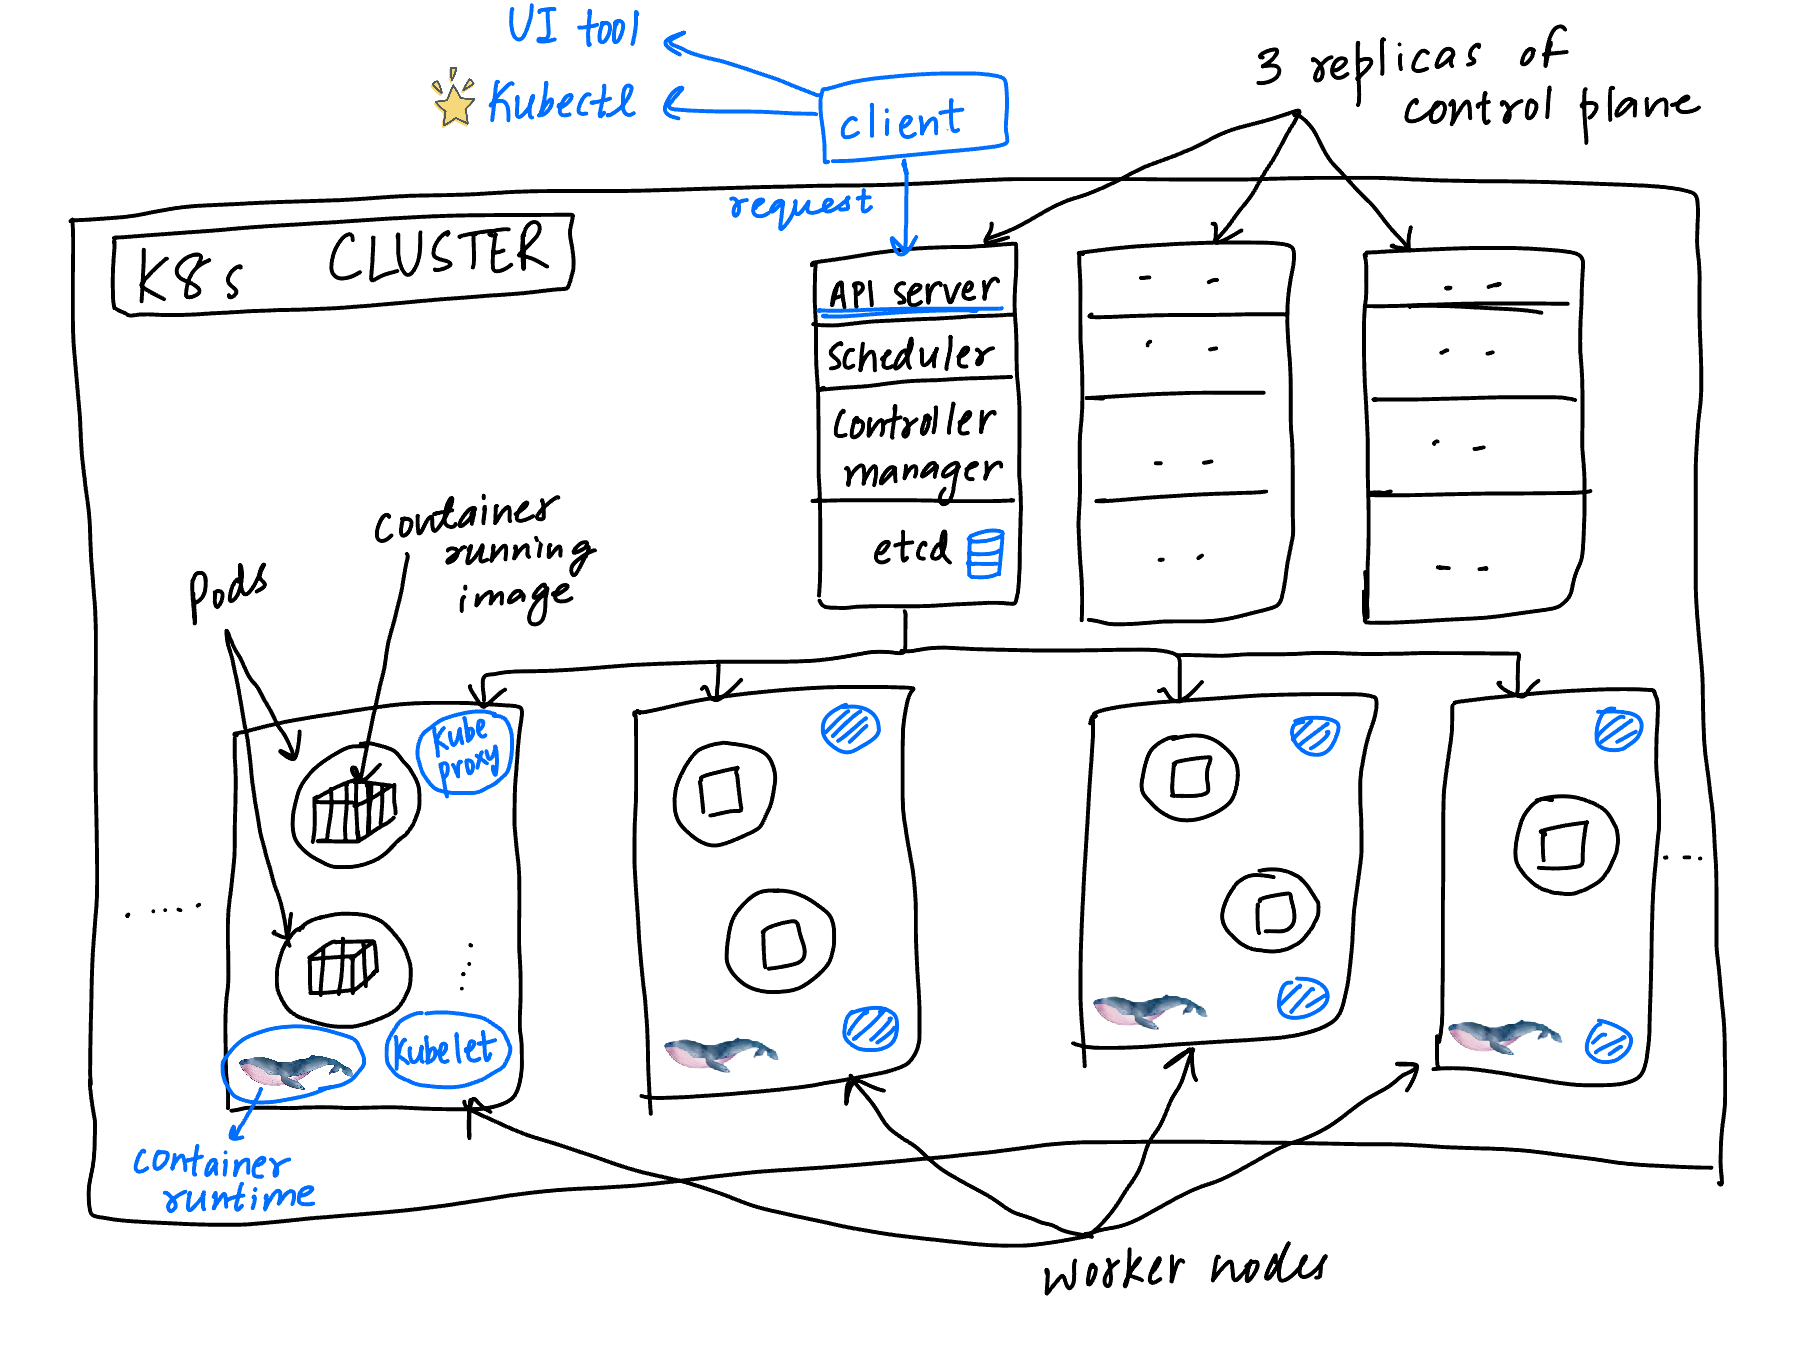 UI tool
Kubectl
client
request
3 replicas of
control plane
K8s CLUSTER
API server
scheduler
controller
manager
etcd
container
running
image
Pods
Kube
proxy
Kubelet
container
runtime
worker nodes